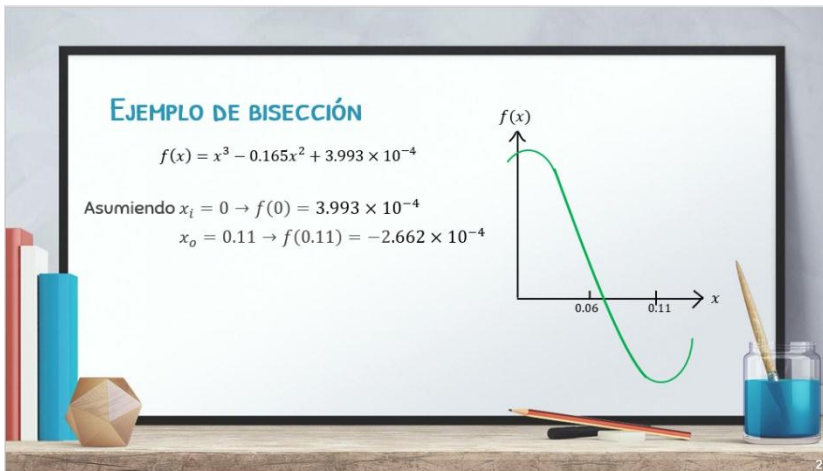 EJEMPLO DE BISECCIÓN
f(x) = x³ − 0.165x² + 3.993 × 10⁻⁴
Asumiendo xᵢ = 0 → f(0) = 3.993 × 10⁻⁴
xₒ = 0.11 → f(0.11) = −2.662 × 10⁻⁴
f(x)
0.06
0.11
x
2